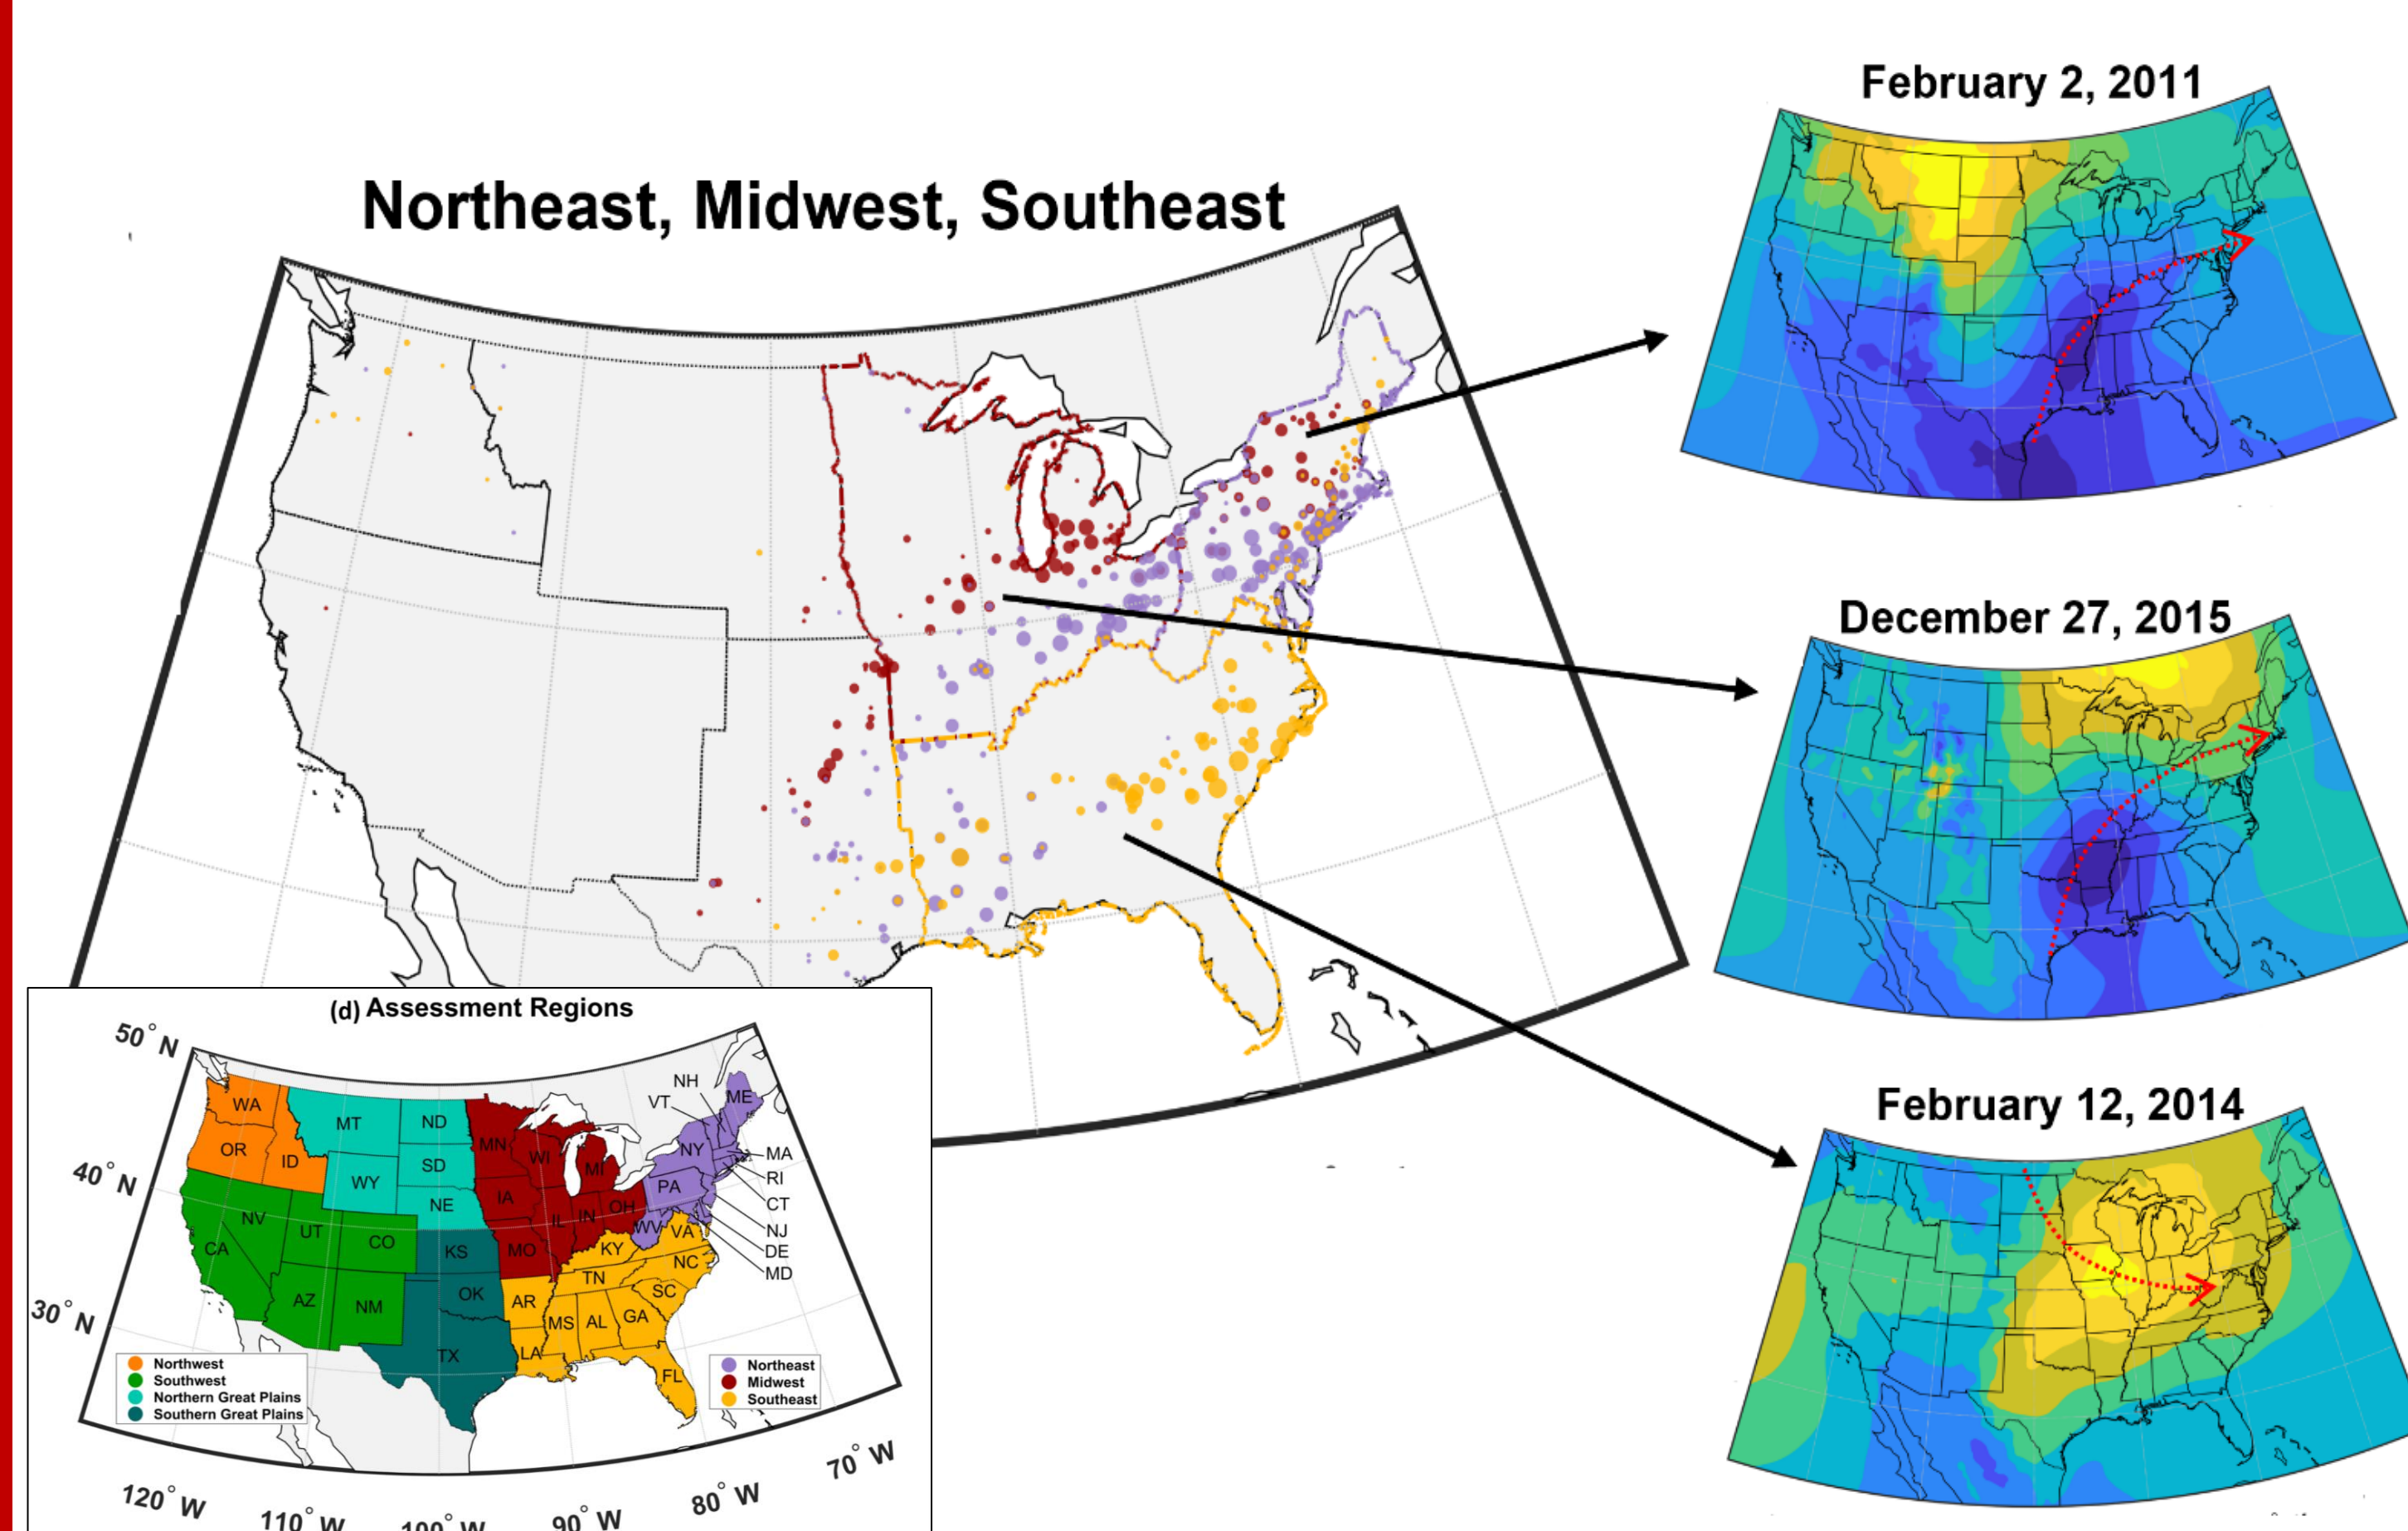 Northeast, Midwest, Southeast
February 2, 2011
December 27, 2015
February 12, 2014
(d) Assessment Regions
50° N
40° N
30° N
120° W
110° W
100° W
90° W
80° W
70° W
WA
OR
ID
MT
ND
SD
WY
NE
MN
WI
MI
IA
IL
IN
OH
MO
NH
VT
ME
NY
MA
RI
PA
CT
NJ
DE
MD
WV
VA
NV
UT
CO
CA
AZ
NM
KS
OK
TX
KY
TN
NC
SC
AR
MS
AL
GA
LA
FL
Northwest
Southwest
Northern Great Plains
Southern Great Plains
Northeast
Midwest
Southeast